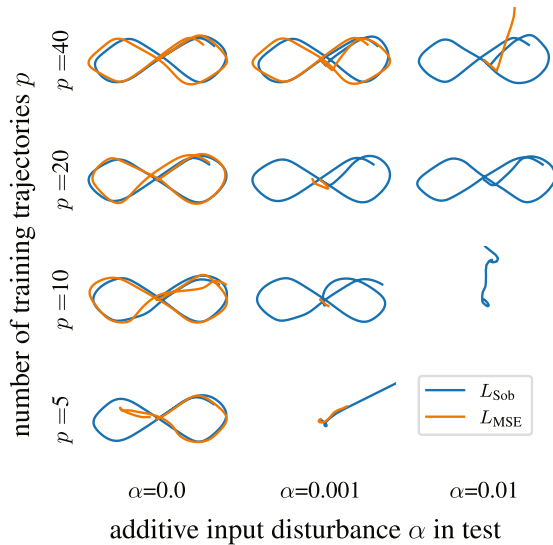 number of training trajectories p
p =40
p =20
p =10
p =5
L_Sob
L_MSE
α=0.0 α=0.001 α=0.01
additive input disturbance α in test